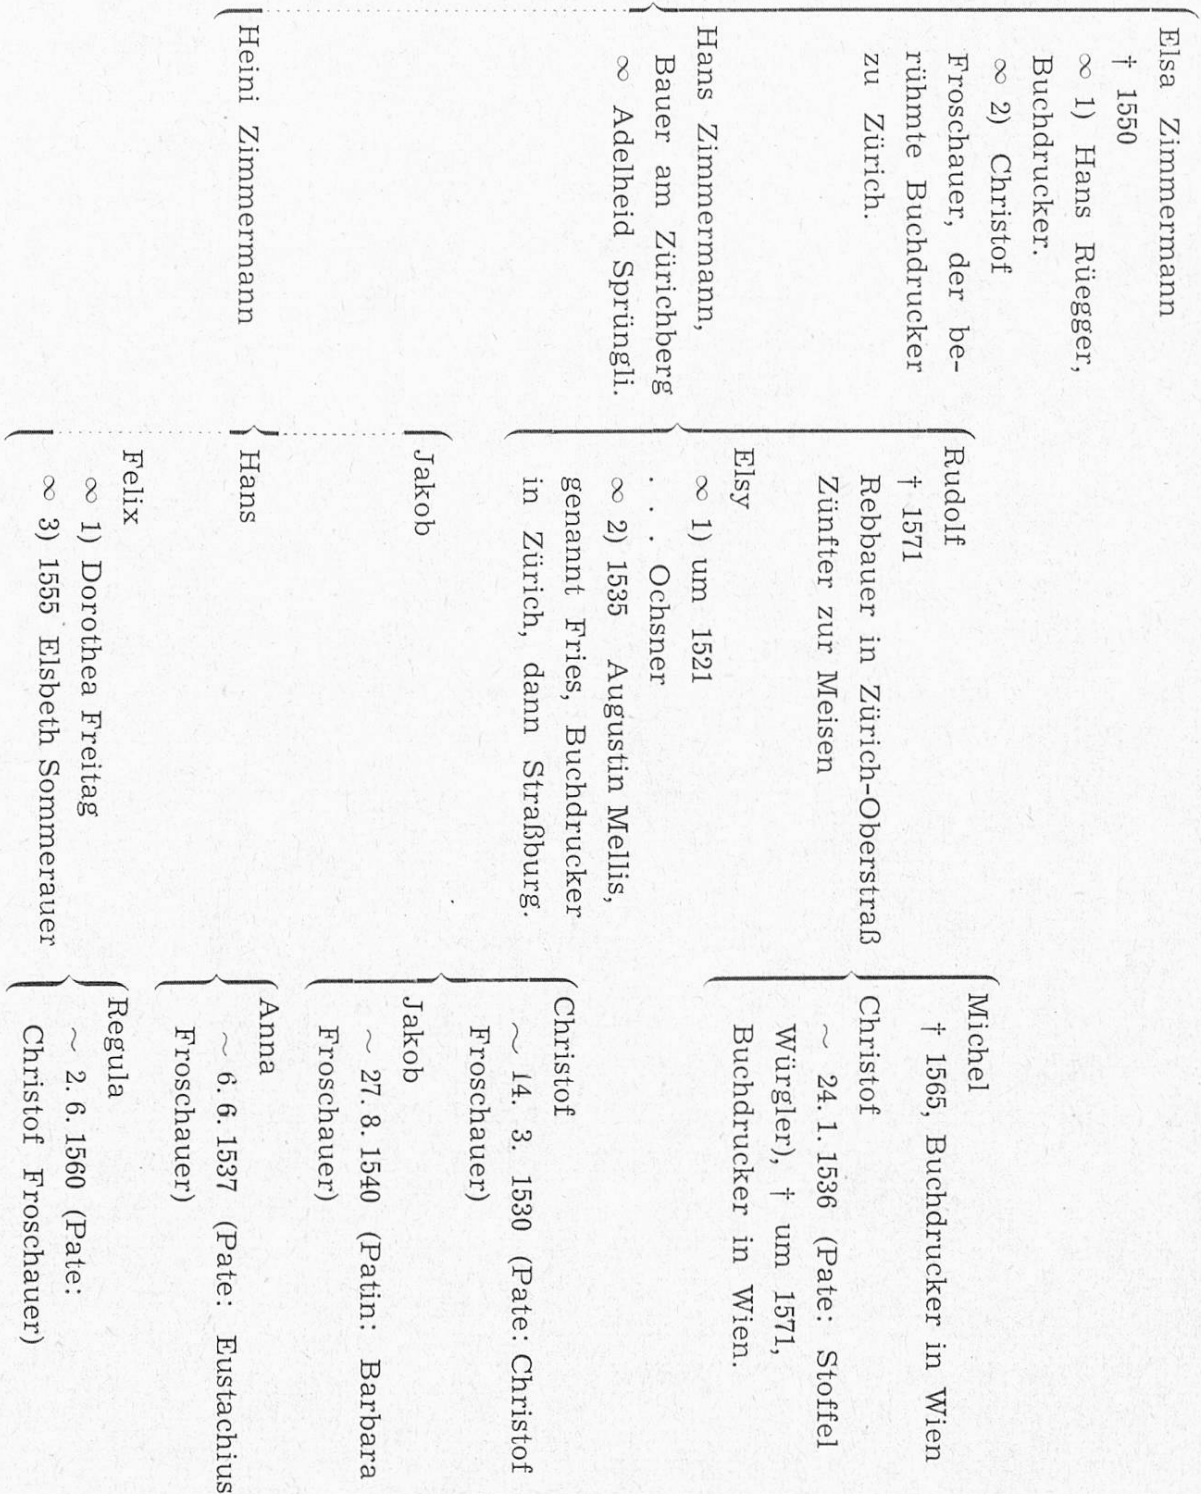 Elsa Zimmermann
† 1550
∞ 1) Hans Rüegger,
Buchdrucker.
∞ 2) Christof
Froschauer, der be-
rühmte Buchdrucker
zu Zürich.
Hans Zimmermann,
Bauer am Zürichberg
∞ Adelheid Sprüngli.
Heini Zimmermann
Rudolf
† 1571
Rebbauer in Zürich-Oberstraß
Zünfter zur Meisen
Elsy
∞ 1) um 1521
. . . Ochsner
∞ 2) 1535 Augustin Mellis,
genannt Fries, Buchdrucker
in Zürich, dann Straßburg.
Jakob
Hans
Felix
∞ 1) Dorothea Freitag
∞ 3) 1555 Elsbeth Sommerauer
Michel
† 1565, Buchdrucker in Wien
Christof
~ 24. 1. 1536 (Pate: Stoffel
Würgler), † um 1571,
Buchdrucker in Wien.
Christof
~ 14. 3. 1530 (Pate: Christof
Froschauer)
Jakob
~ 27. 8. 1540 (Patin: Barbara
Froschauer)
Anna
~ 6. 6. 1537 (Pate: Eustachius
Froschauer)
Regula
~ 2. 6. 1560 (Pate:
Christof Froschauer)